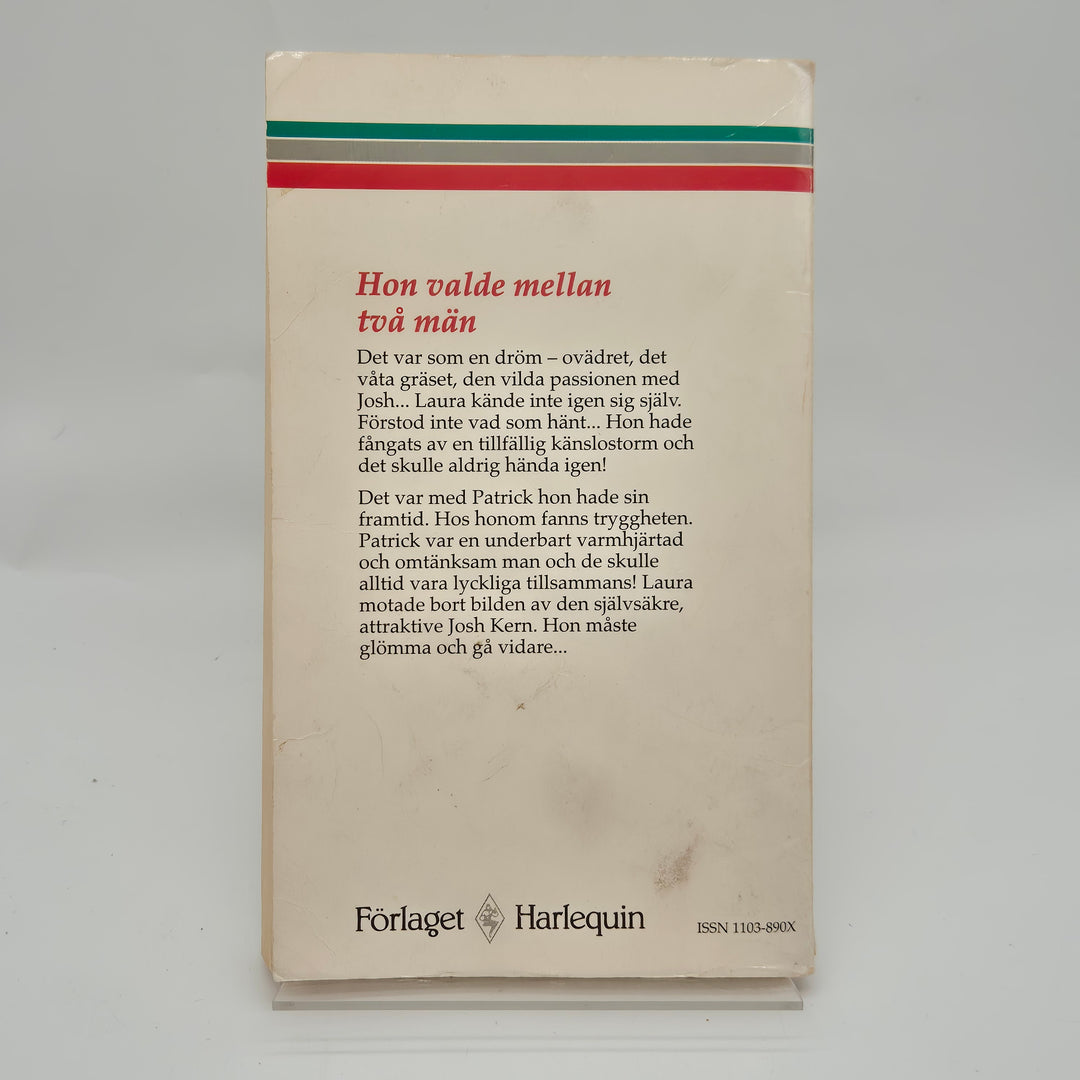 Hon valde mellan
två män
Det var som en dröm – ovädret, det
våta gräset, den vilda passionen med
Josh... Laura kände inte igen sig själv.
Förstod inte vad som hänt... Hon hade
fångats av en tillfällig känslostorm och
det skulle aldrig hända igen!
Det var med Patrick hon hade sin
framtid. Hos honom fanns tryggheten.
Patrick var en underbart varmhjärtad
och omtänksam man och de skulle
alltid vara lyckliga tillsammans! Laura
motade bort bilden av den självsäkre,
attraktive Josh Kern. Hon måste
glömma och gå vidare...
Förlaget Harlequin
ISSN 1103-890X